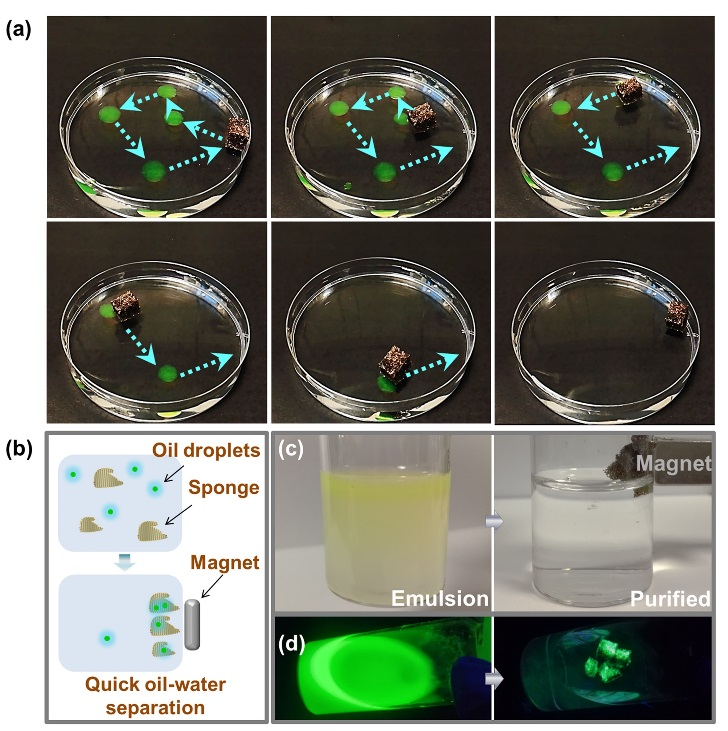 (a)
(b)
Oil droplets
Sponge
Magnet
Quick oil-water
separation
(c)
Magnet
Emulsion
Purified
(d)